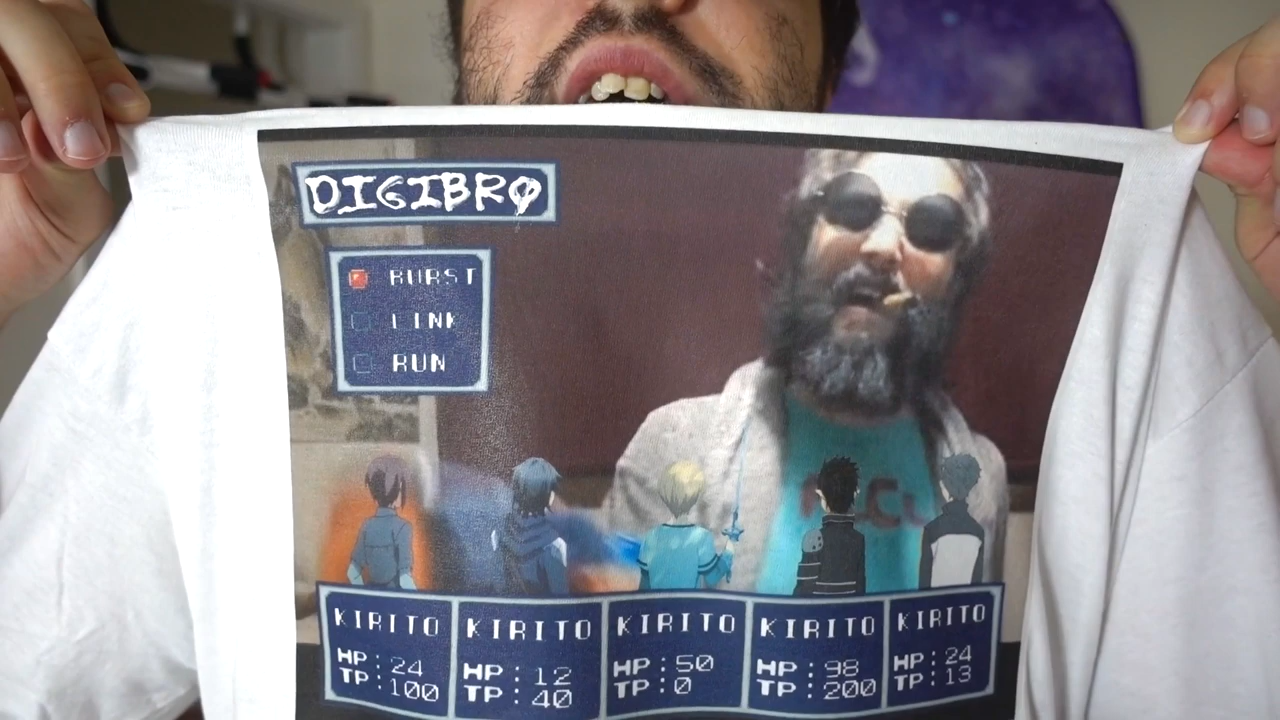 DIGIBRO
BURST
LINK
RUN
KIRITO
HP:24
TP:100
KIRITO
HP:12
TP:40
KIRITO
HP:50
TP:0
KIRITO
HP:98
TP:200
KIRITO
HP:24
TP:13